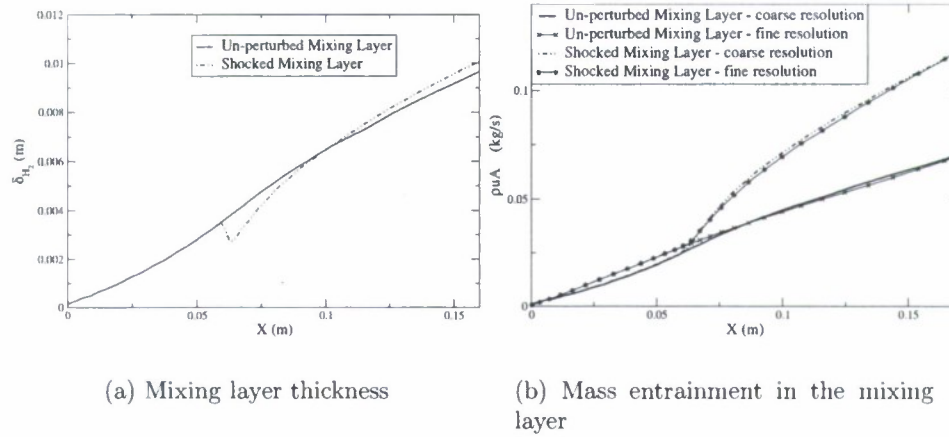 0.012
Un-perturbed Mixing Layer
Shocked Mixing Layer
0.01
0.008
δH2 (m)
0.006
0.004
0.002
0
0 0.05 0.1 0.15
X (m)
(a) Mixing layer thickness
Un-perturbed Mixing Layer - coarse resolution
Un-perturbed Mixing Layer - fine resolution
Shocked Mixing Layer - coarse resolution
Shocked Mixing Layer - fine resolution
0.1
ρuA (kg/s)
0.05
0
0 0.05 0.1 0.15
X (m)
(b) Mass entrainment in the mixing
layer